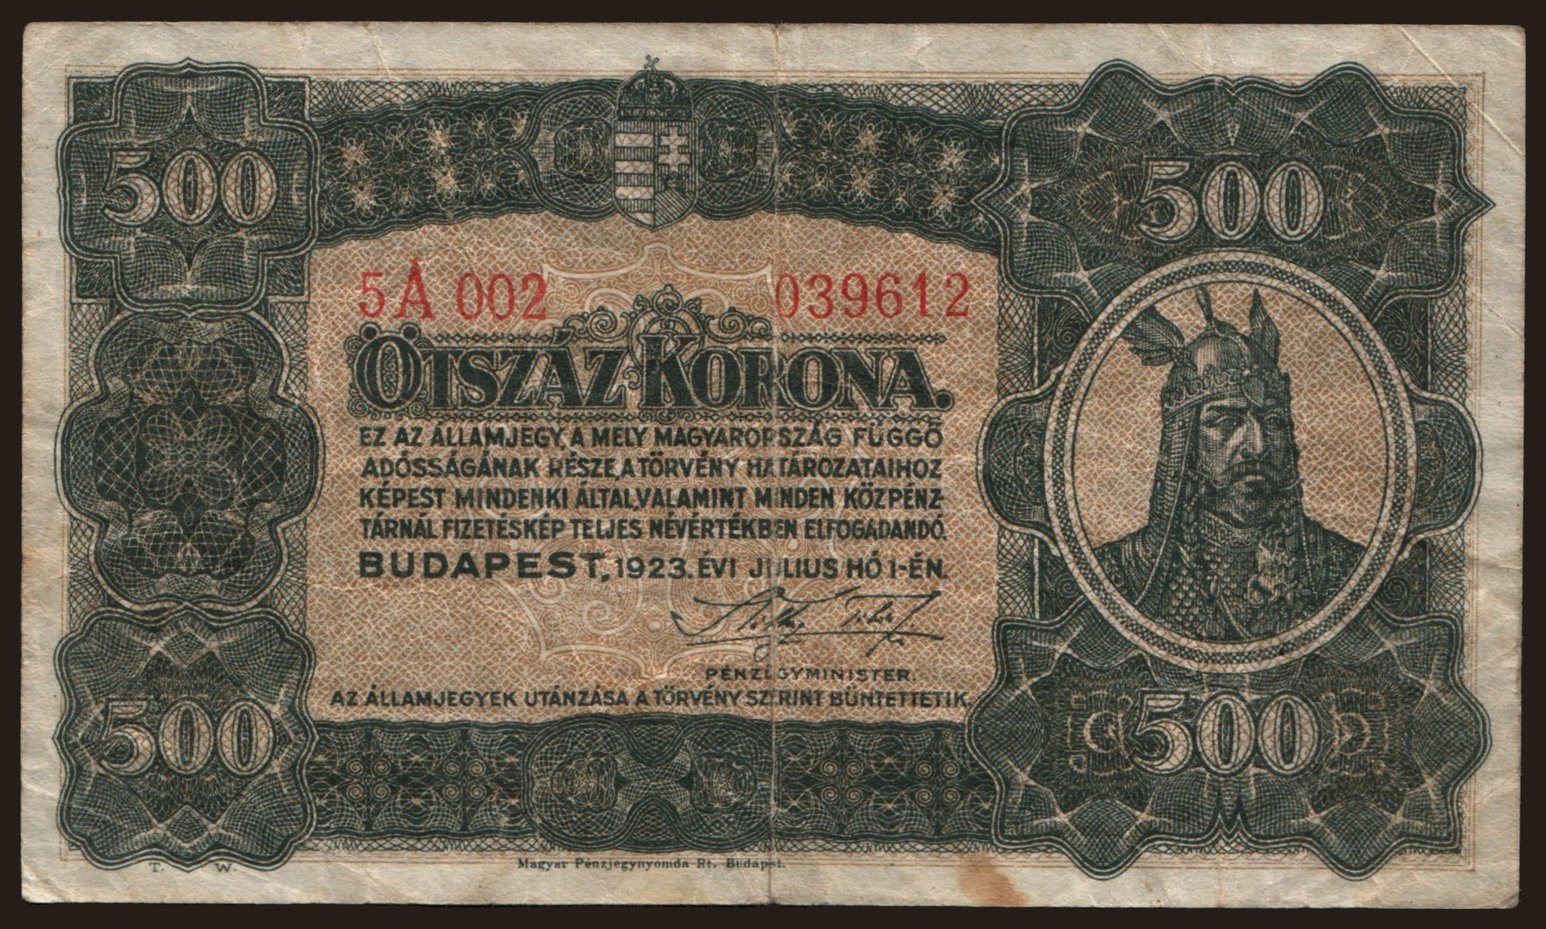 500
500
5A 002 039612
ÖTSZÁZ KORONA.
EZ AZ ÁLLAMJEGY, A MELY MAGYARORSZÁG FÜGGŐ
ADÓSSÁGÁNAK RÉSZE, A TÖRVÉNY HATÁROZATAIHOZ
KÉPEST MINDENKI ÁLTAL, VALAMINT MINDEN KÖZPÉNZ-
TÁRNÁL FIZETÉSKÉP TELJES NÉVÉRTÉKBEN ELFOGADANDÓ.
BUDAPEST, 1923. ÉVI JÚLIUS HÓ 1-ÉN.
PÉNZÜGYMINISTER.
AZ ÁLLAMJEGYEK UTÁNZÁSA A TÖRVÉNY SZERINT BÜNTETTETIK.
500
500
T. W.
Magyar Pénzjegynyomda Rt. Budapest.